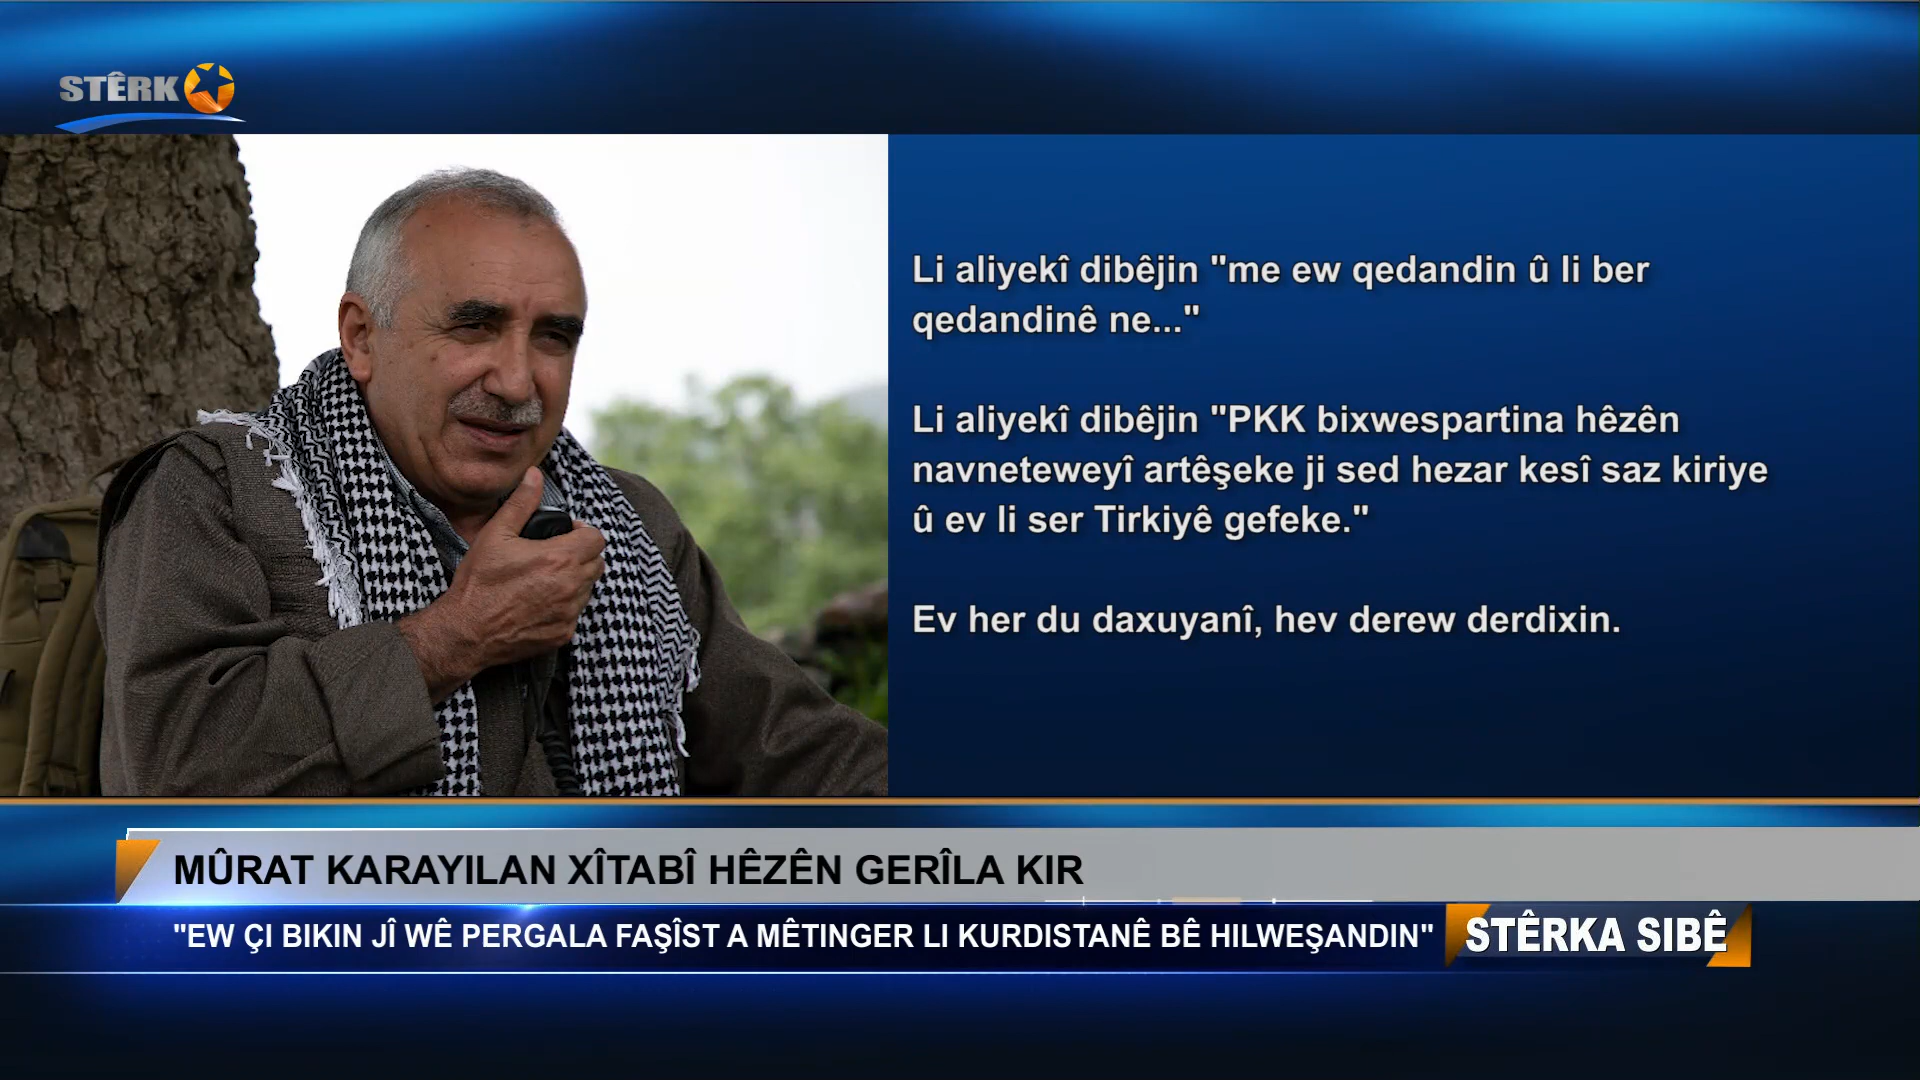 STÊRK
Li aliyekî dibêjin "me ew qedandin û li ber
qedandinê ne..."
Li aliyekî dibêjin "PKK bixwespartina hêzên
navneteweyî artêşeke ji sed hezar kesî saz kiriye
û ev li ser Tirkiyê gefeke."
Ev her du daxuyanî, hev derew derdixin.
MÛRAT KARAYILAN XÎTABÎ HÊZÊN GERÎLA KIR
"EW ÇI BIKIN JÎ WÊ PERGALA FAŞÎST A MÊTINGER LI KURDISTANÊ BÊ HILWEŞANDIN"
STÊRKA SIBÊ